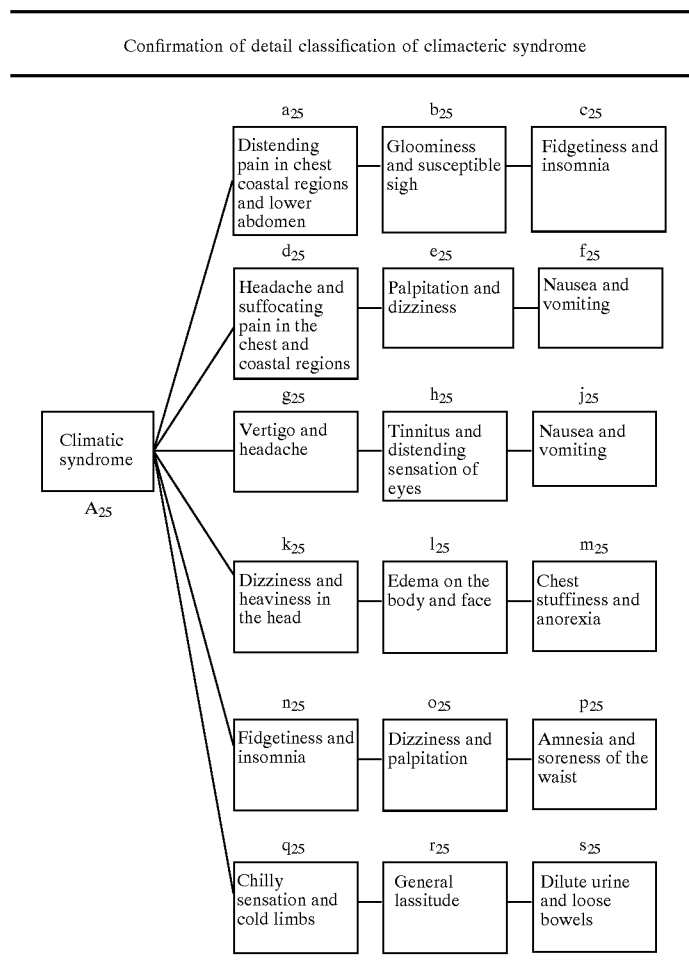 Confirmation of detail classification of climacteric syndrome
a25
b25
c25
Distending
pain in chest
coastal regions
and lower
abdomen
Gloominess
and susceptible
sigh
Fidgetiness and
insomnia
d25
e25
f25
Headache and
suffocating
pain in the
chest and
coastal regions
Palpitation and
dizziness
Nausea and
vomiting
g25
h25
j25
Climatic
syndrome
A25
Vertigo and
headache
Tinnitus and
distending
sensation of
eyes
Nausea and
vomiting
k25
l25
m25
Dizziness and
heaviness in
the head
Edema on the
body and face
Chest
stuffiness and
anorexia
n25
o25
p25
Fidgetiness and
insomnia
Dizziness and
palpitation
Amnesia and
soreness of the
waist
q25
r25
s25
Chilly
sensation and
cold limbs
General
lassitude
Dilute urine
and loose
bowels